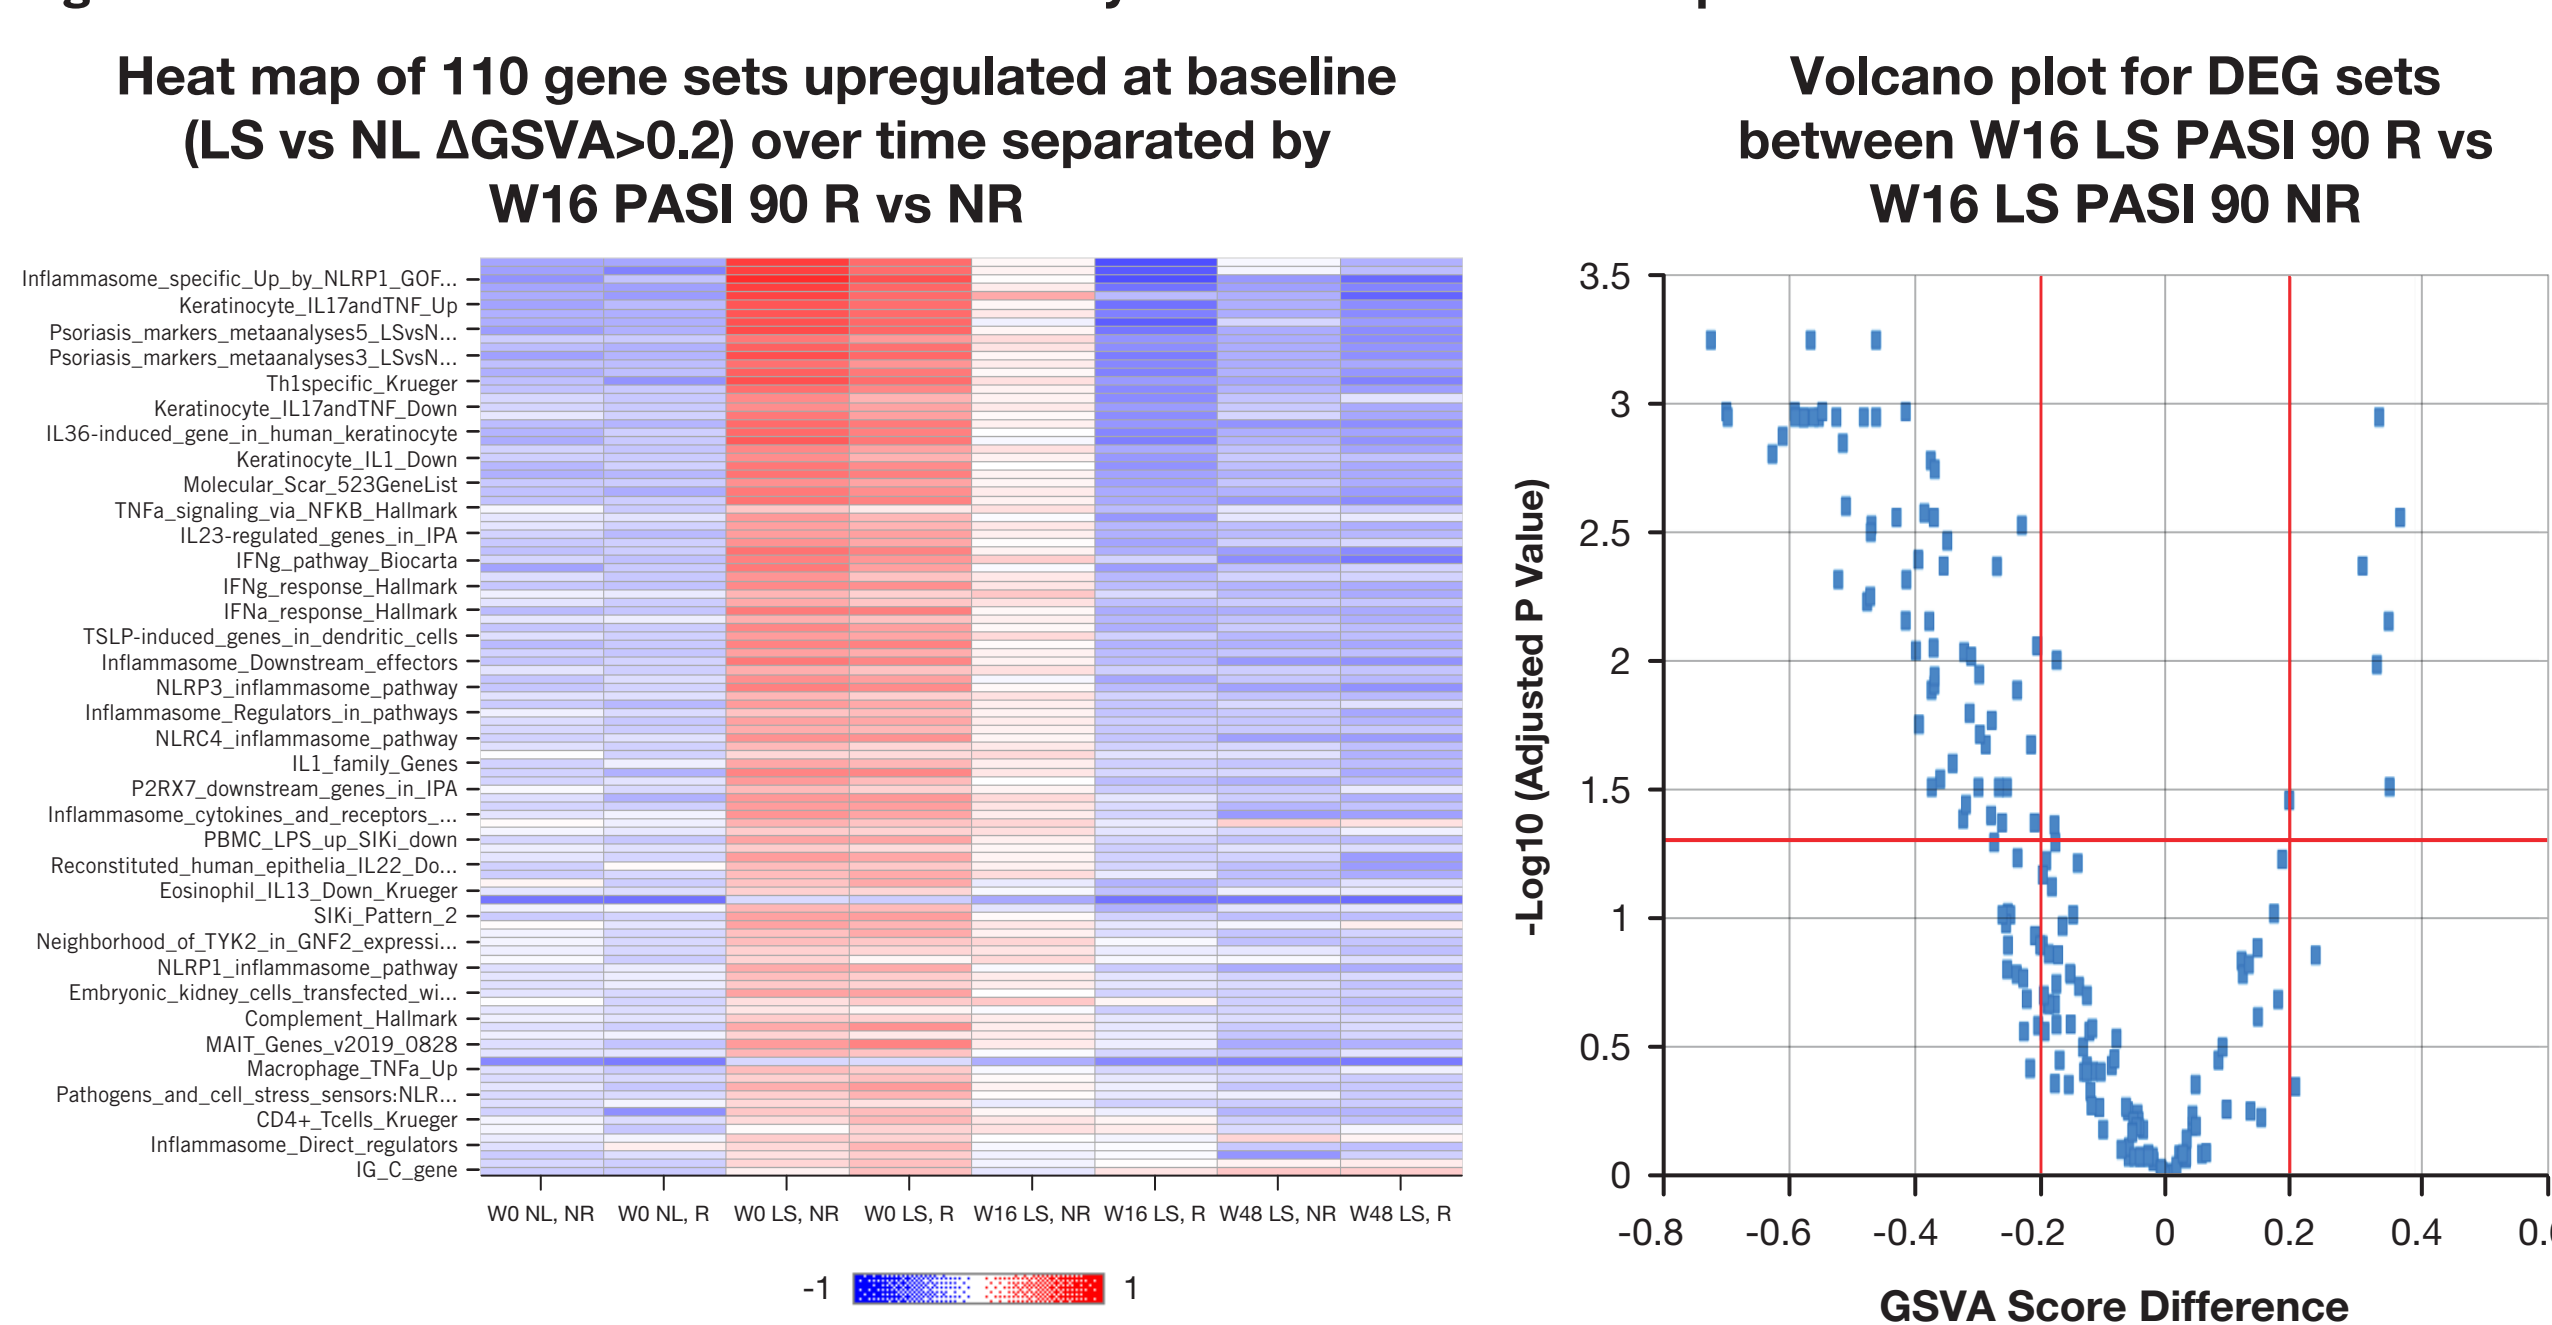 Heat map of 110 gene sets upregulated at baseline
(LS vs NL ΔGSVA>0.2) over time separated by
W16 PASI 90 R vs NR
Inflammasome_specific_Up_by_NLRP1_GOF...
Keratinocyte_IL17andTNF_Up
Psoriasis_markers_metaanalyses5_LSvsN...
Psoriasis_markers_metaanalyses3_LSvsN...
Th1specific_Krueger
Keratinocyte_IL17andTNF_Down
IL36-induced_gene_in_human_keratinocyte
Keratinocyte_IL1_Down
Molecular_Scar_523GeneList
TNFa_signaling_via_NFKB_Hallmark
IL23-regulated_genes_in_IPA
IFNg_pathway_Biocarta
IFNg_response_Hallmark
IFNa_response_Hallmark
TSLP-induced_genes_in_dendritic_cells
Inflammasome_Downstream_effectors
NLRP3_inflammasome_pathway
Inflammasome_Regulators_in_pathways
NLRC4_inflammasome_pathway
IL1_family_Genes
P2RX7_downstream_genes_in_IPA
Inflammasome_cytokines_and_receptors_...
PBMC_LPS_up_SIKi_down
Reconstituted_human_epithelia_IL22_Do...
Eosinophil_IL13_Down_Krueger
SIKi_Pattern_2
Neighborhood_of_TYK2_in_GNF2_expressi...
NLRP1_inflammasome_pathway
Embryonic_kidney_cells_transfected_wi...
Complement_Hallmark
MAIT_Genes_v2019_0828
Macrophage_TNFa_Up
Pathogens_and_cell_stress_sensors:NLR...
CD4+_Tcells_Krueger
Inflammasome_Direct_regulators
IG_C_gene
W0 NL, NR W0 NL, R W0 LS, NR W0 LS, R W16 LS, NR W16 LS, R W48 LS, NR W48 LS, R
-1 1
Volcano plot for DEG sets
between W16 LS PASI 90 R vs
W16 LS PASI 90 NR
-Log10 (Adjusted P Value)
3.5
3
2.5
2
1.5
1
0.5
0
-0.8 -0.6 -0.4 -0.2 0 0.2 0.4
GSVA Score Difference